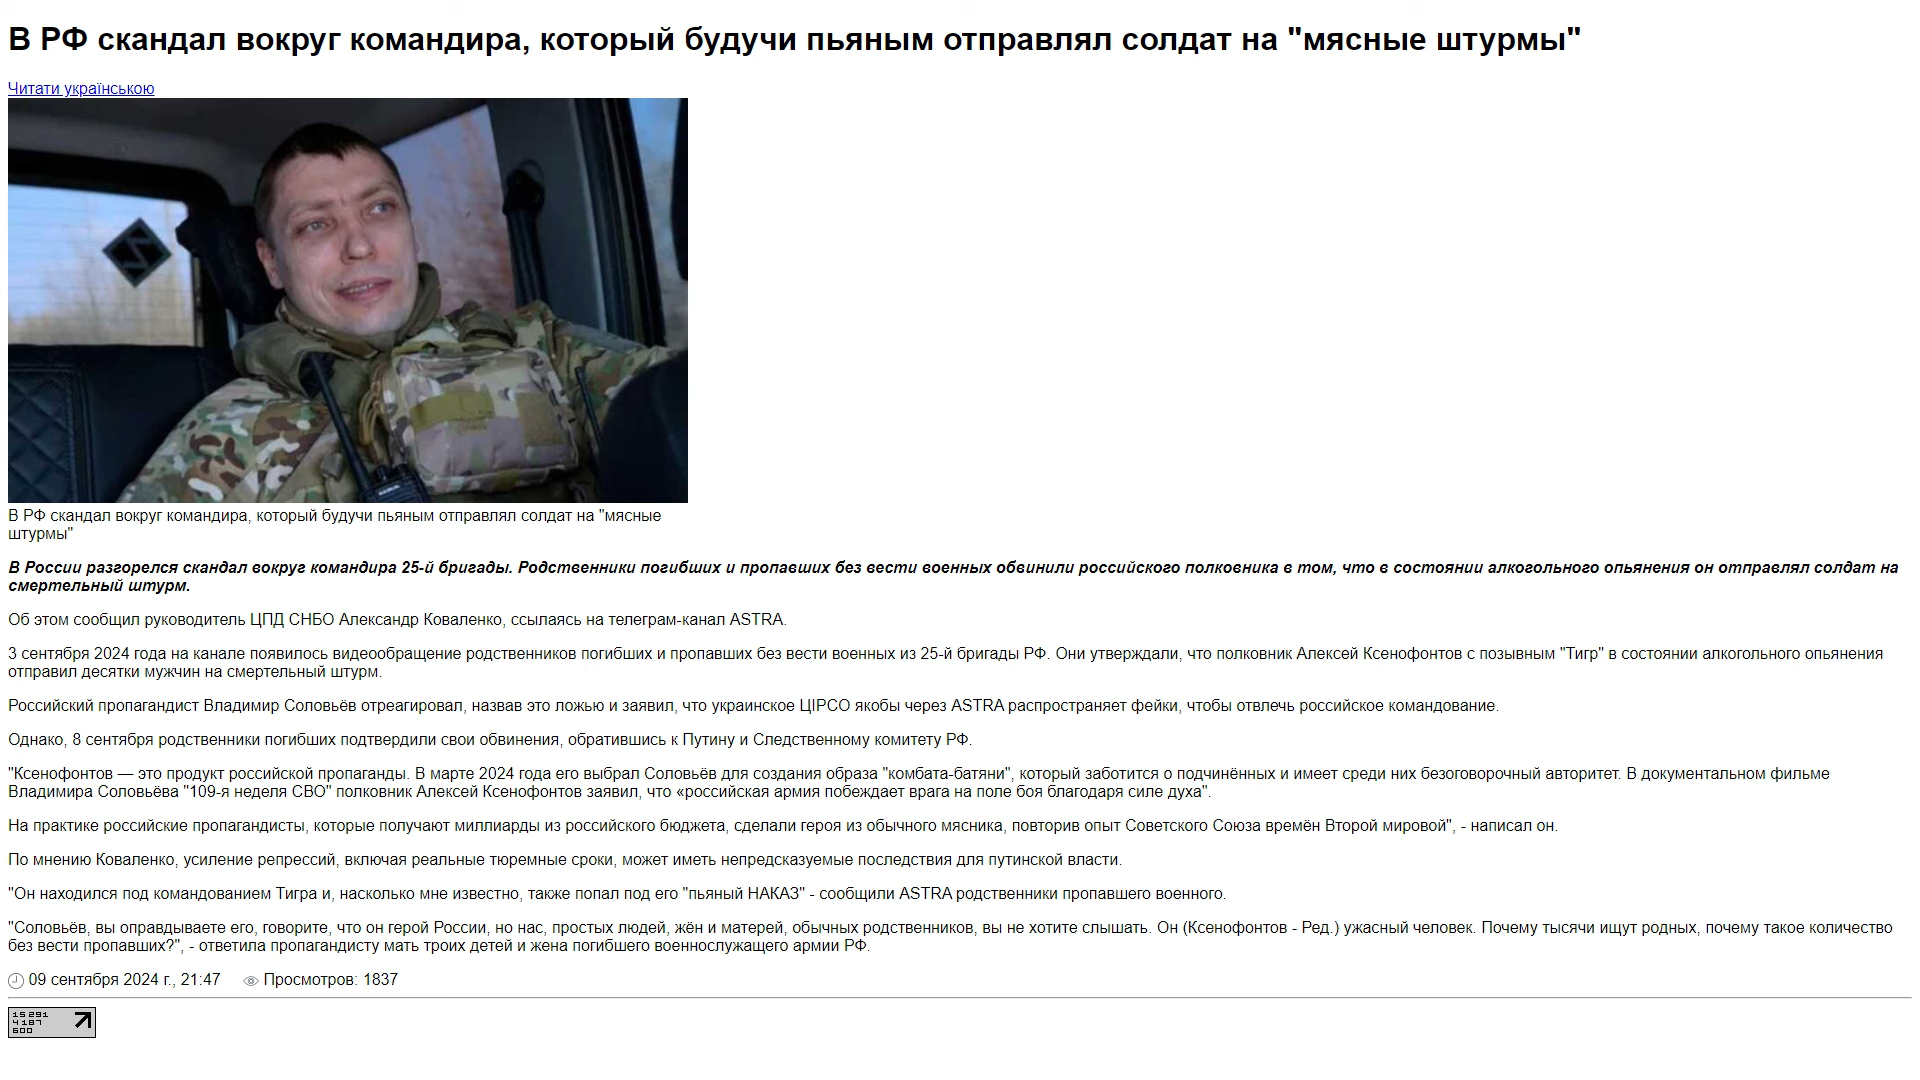 В РФ скандал вокруг командира, который будучи пьяным отправлял солдат на "мясные штурмы"
Читати українською
В РФ скандал вокруг командира, который будучи пьяным отправлял солдат на "мясные
штурмы"
В России разгорелся скандал вокруг командира 25-й бригады. Родственники погибших и пропавших без вести военных обвинили российского полковника в том, что в состоянии алкогольного опьянения он отправлял солдат на
смертельный штурм.
Об этом сообщил руководитель ЦПД СНБО Александр Коваленко, ссылаясь на телеграм-канал ASTRA.
3 сентября 2024 года на канале появилось видеообращение родственников погибших и пропавших без вести военных из 25-й бригады РФ. Они утверждали, что полковник Алексей Ксенофонтов с позывным "Тигр" в состоянии алкогольного опьянения
отправил десятки мужчин на смертельный штурм.
Российский пропагандист Владимир Соловьёв отреагировал, назвав это ложью и заявил, что украинское ЦІРСО якобы через ASTRA распространяет фейки, чтобы отвлечь российское командование.
Однако, 8 сентября родственники погибших подтвердили свои обвинения, обратившись к Путину и Следственному комитету РФ.
"Ксенофонтов — это продукт российской пропаганды. В марте 2024 года его выбрал Соловьёв для создания образа "комбата-батяни", который заботится о подчинённых и имеет среди них безоговорочный авторитет. В документальном фильме
Владимира Соловьёва "109-я неделя СВО" полковник Алексей Ксенофонтов заявил, что «российская армия побеждает врага на поле боя благодаря силе духа".
На практике российские пропагандисты, которые получают миллиарды из российского бюджета, сделали героя из обычного мясника, повторив опыт Советского Союза времён Второй мировой", - написал он.
По мнению Коваленко, усиление репрессий, включая реальные тюремные сроки, может иметь непредсказуемые последствия для путинской власти.
"Он находился под командованием Тигра и, насколько мне известно, также попал под его "пьяный НАКАЗ" - сообщили ASTRA родственники пропавшего военного.
"Соловьёв, вы оправдываете его, говорите, что он герой России, но нас, простых людей, жён и матерей, обычных родственников, вы не хотите слышать. Он (Ксенофонтов - Ред.) ужасный человек. Почему тысячи ищут родных, почему такое количество
без вести пропавших?", - ответила пропагандисту мать троих детей и жена погибшего военнослужащего армии РФ.
09 сентября 2024 г., 21:47 Просмотров: 1837
15 291
4 187
600